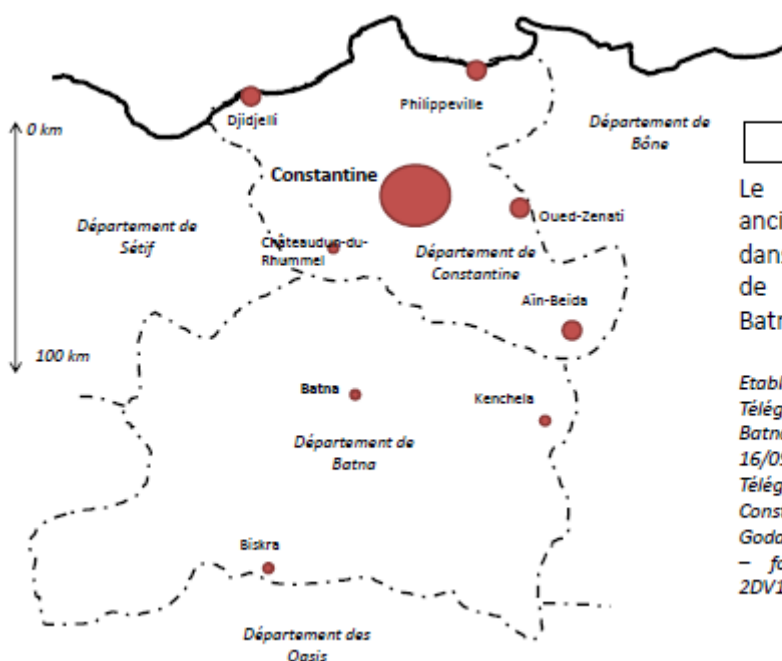 Philippeville
Djidjelli
0 km
Département de
Bône
Constantine
Oued-Zenati
Département de
Sétif
Châteaudun-du-
Rhummel
Département de
Constantine
Aïn-Beïda
100 km
Batna
Kenchela
Département de
Batna
Biskra
Département des
Oasis
Le
anci
dans
de
Batn
Etabl
Télég
Batna
16/05
Télég
Const
Goda
– fo
2DV1